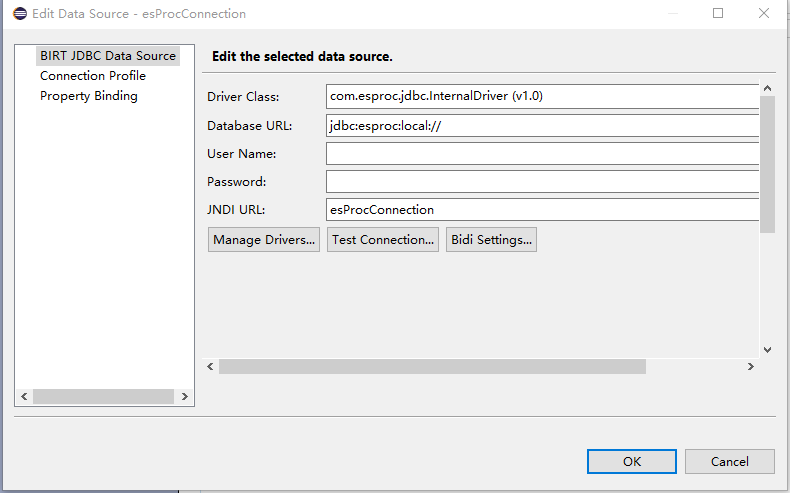 Edit Data Source - esProcConnection
BIRT JDBC Data Source
Connection Profile
Property Binding
Edit the selected data source.
Driver Class: com.esproc.jdbc.InternalDriver (v1.0)
Database URL: jdbc:esproc:local://
User Name:
Password:
JNDI URL: esProcConnection
Manage Drivers... Test Connection... Bidi Settings...
OK Cancel